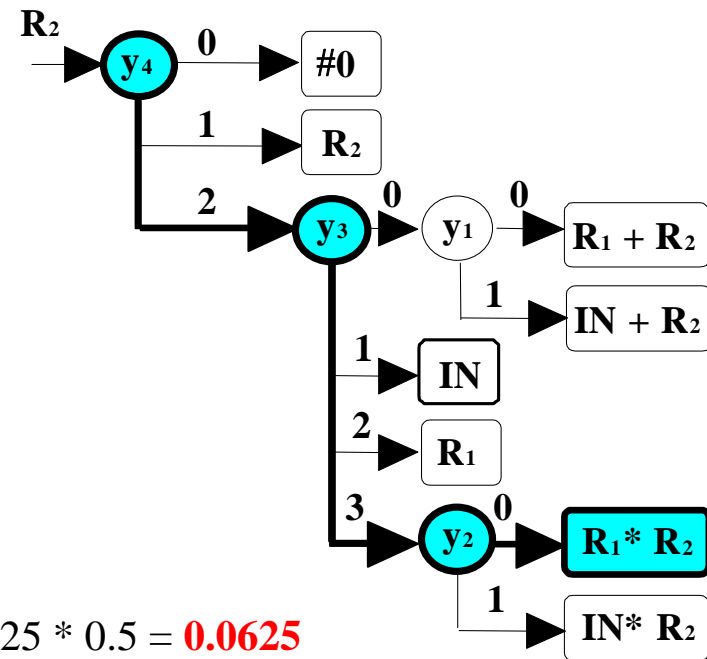 R₂
y₄ 0 #0
1 R₂
2 y₃ 0 y₁ 0 R₁ + R₂
1 IN + R₂
1 IN
2 R₁
3 y₂ 0 R₁* R₂
1 IN* R₂
25 * 0.5 = 0.0625